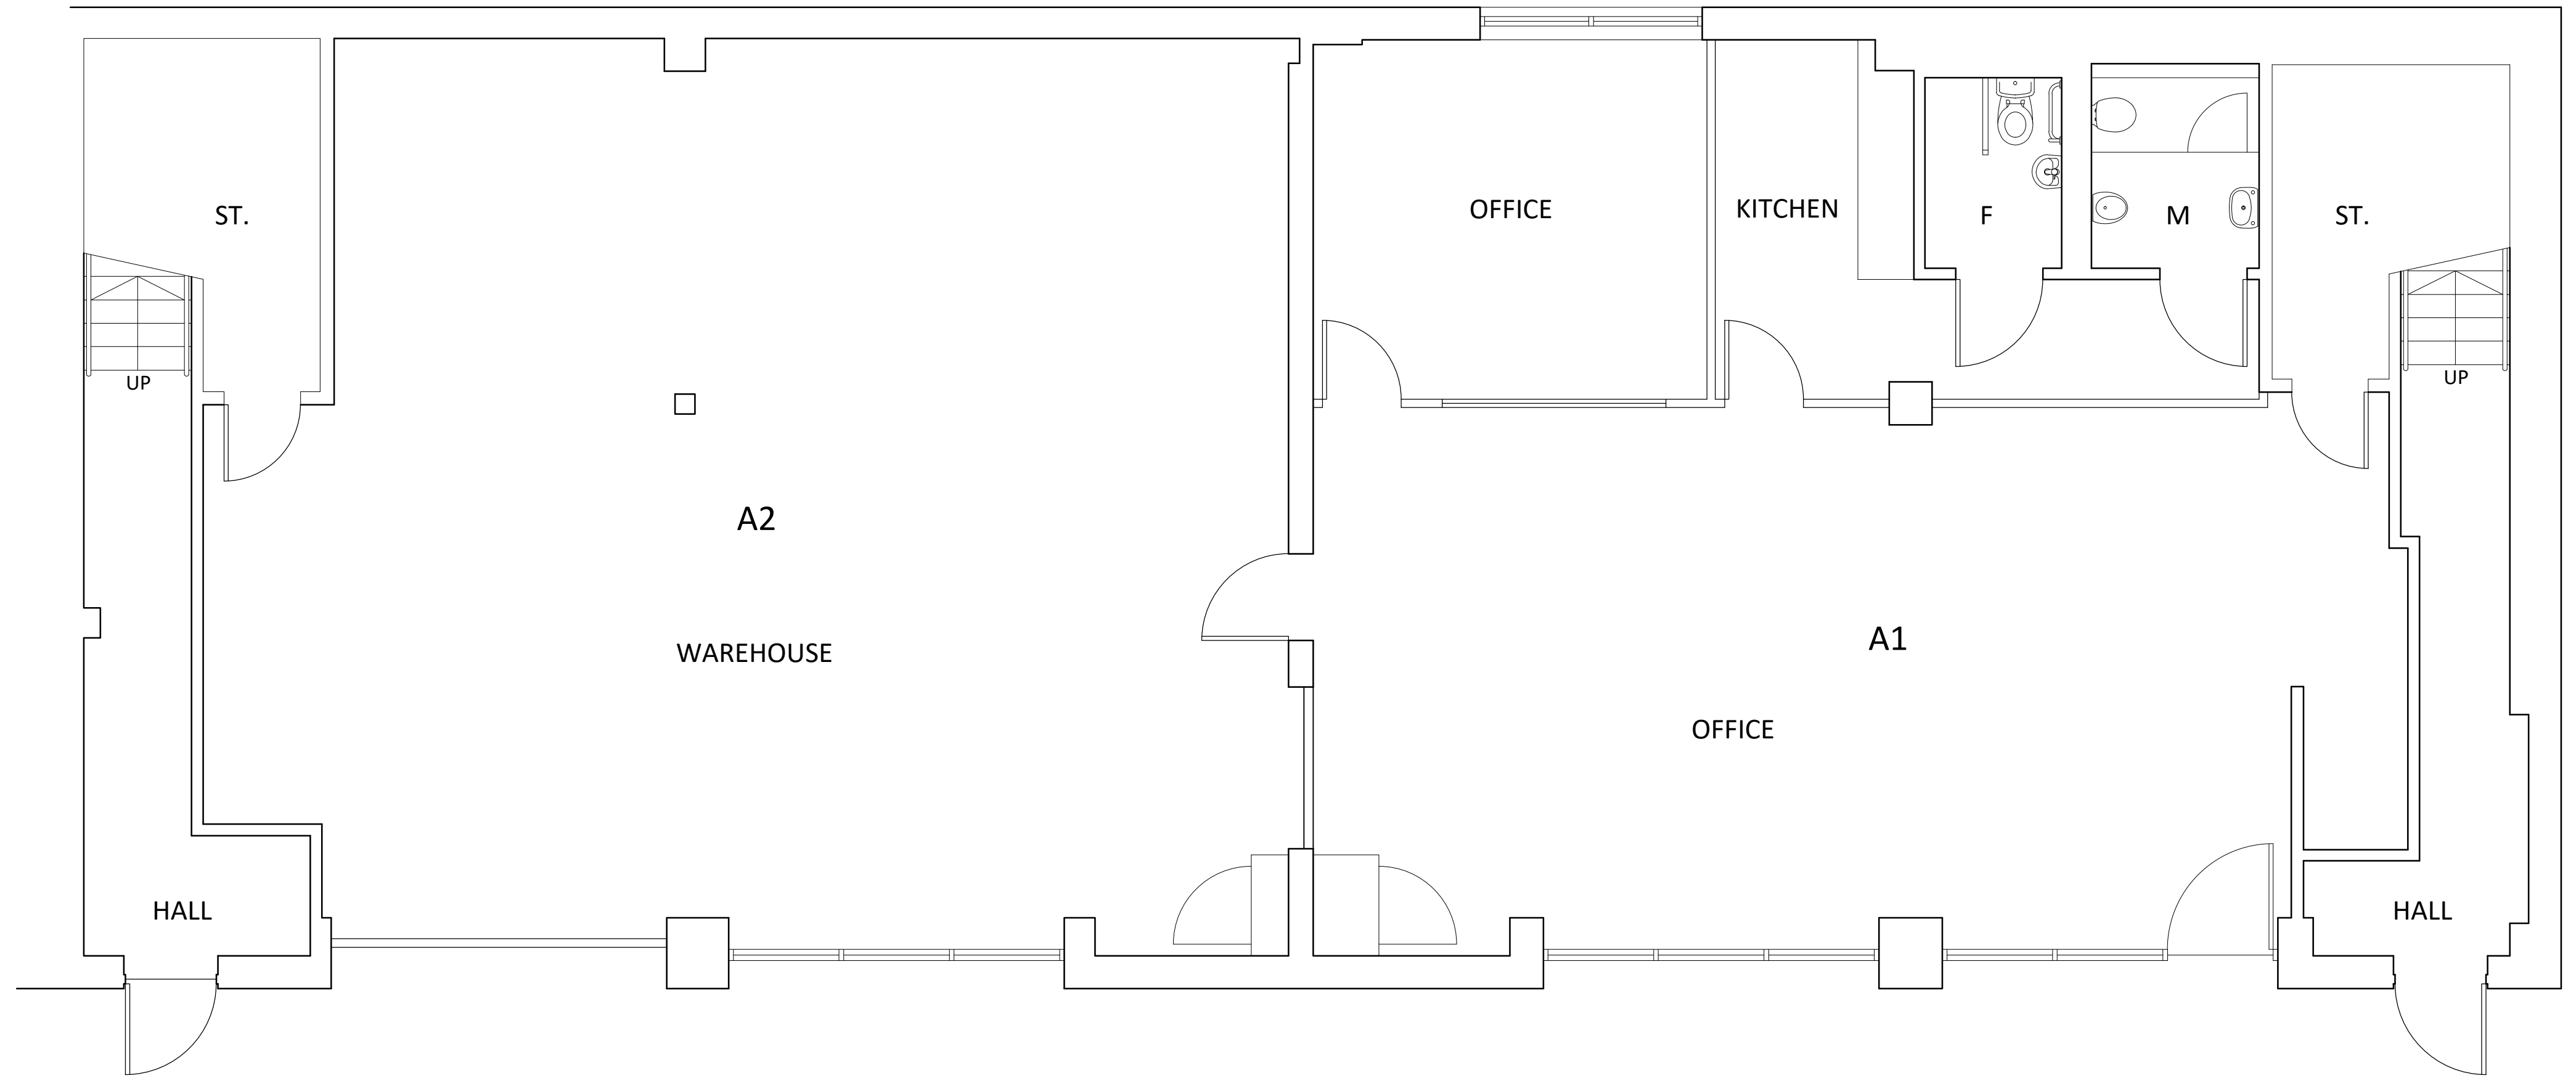 ST.
OFFICE
KITCHEN
F
M
ST.
UP
UP
A2
A1
WAREHOUSE
OFFICE
HALL
HALL